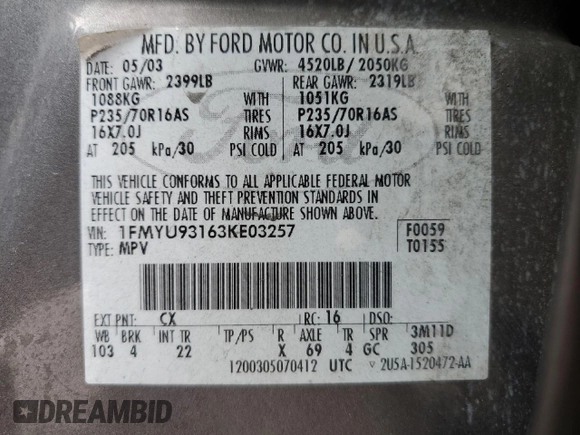 MFD. BY FORD MOTOR CO. IN U.S.A.
DATE: 05/03 GVWR: 4520LB / 2050KG
FRONT GAWR: 2399LB REAR GAWR: 2319LB
1088KG WITH 1051KG WITH
P235/70R16AS TIRES P235/70R16AS TIRES
16X7.0J RIMS 16X7.0J RIMS
AT 205 kPa/30 PSI COLD AT 205 kPa/30 PSI COLD
THIS VEHICLE CONFORMS TO ALL APPLICABLE FEDERAL MOTOR
VEHICLE SAFETY AND THEFT PREVENTION STANDARDS IN
EFFECT ON THE DATE OF MANUFACTURE SHOWN ABOVE.
VIN: 1FMYU93163KE03257 F0059
TYPE: MPV T0155
EXT PNT: CX RC: 16 DSO:
WB BRK INT TR TP/PS R AXLE TR SPR 3M11D
103 4 22 X 69 4 GC 305
1200305070412 UTC 2U5A-1520472-AA
Ford
DREAMBID